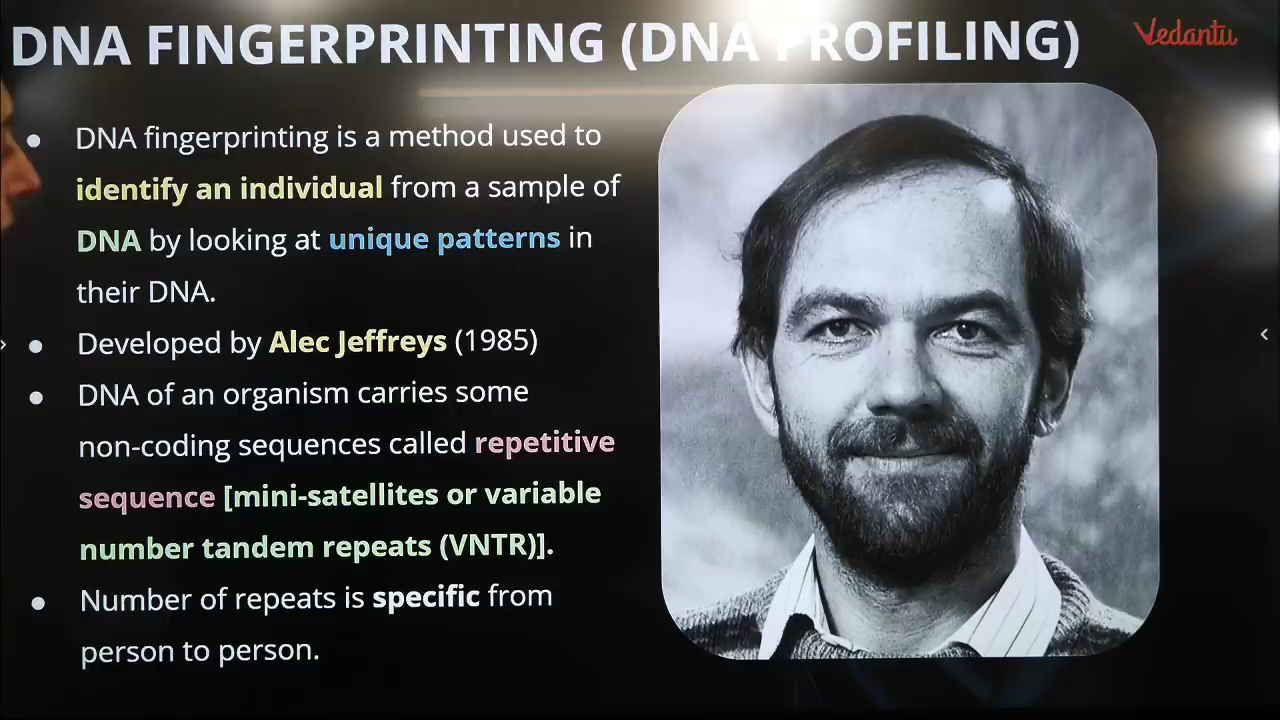 DNA FINGERPRINTING (DNA PROFILING)
Vedantu
• DNA fingerprinting is a method used to
identify an individual from a sample of
DNA by looking at unique patterns in
their DNA.
• Developed by Alec Jeffreys (1985)
• DNA of an organism carries some
non-coding sequences called repetitive
sequence [mini-satellites or variable
number tandem repeats (VNTR)].
• Number of repeats is specific from
person to person.